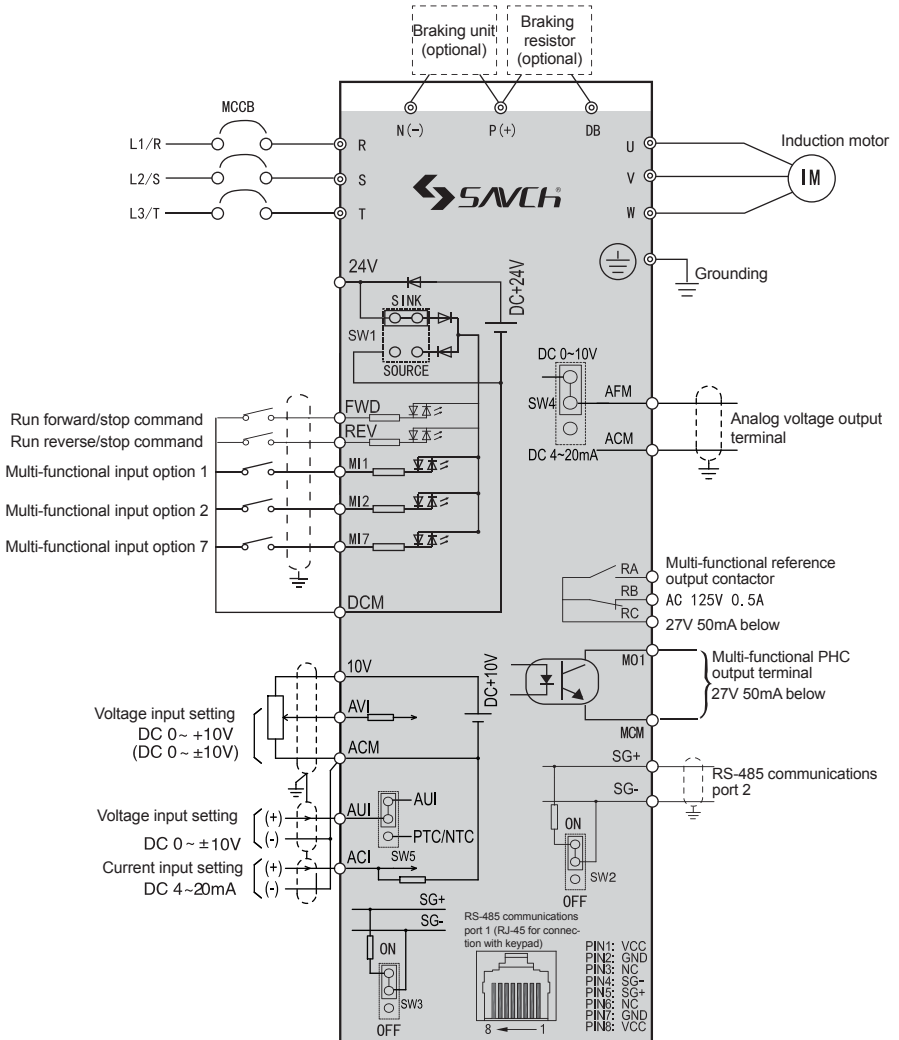 Braking unit
(optional)
Braking
resistor
(optional)
MCCB
N(-)
P(+)
DB
L1/R
R
L2/S
S
L3/T
T
SAVCH®
U
V
W
Induction motor
IM
Grounding
24V
DC+24V
SINK
SW1
SOURCE
DC 0~10V
SW4
AFM
ACM
DC 4~20mA
Analog voltage output
terminal
Run forward/stop command
FWD
Run reverse/stop command
REV
Multi-functional input option 1
MI1
Multi-functional input option 2
MI2
Multi-functional input option 7
MI7
DCM
RA
RB
RC
Multi-functional reference
output contactor
AC 125V 0.5A
27V 50mA below
MO1
MCM
Multi-functional PHC
output terminal
27V 50mA below
10V
DC+10V
AVI
ACM
Voltage input setting
DC 0~ +10V
(DC 0~ ±10V)
Voltage input setting
DC 0~ ±10V
(+)
(-)
AUI
AUI
PTC/NTC
SW5
Current input setting
DC 4~20mA
(+)
(-)
ACI
SG+
SG-
RS-485 communications
port 2
ON
SW2
OFF
SG+
SG-
ON
SW3
OFF
RS-485 communications
port 1 (RJ-45 for connec-
tion with keypad)
8
1
PIN1: VCC
PIN2: GND
PIN3: NC
PIN4: SG-
PIN5: SG+
PIN6: NC
PIN7: GND
PIN8: VCC